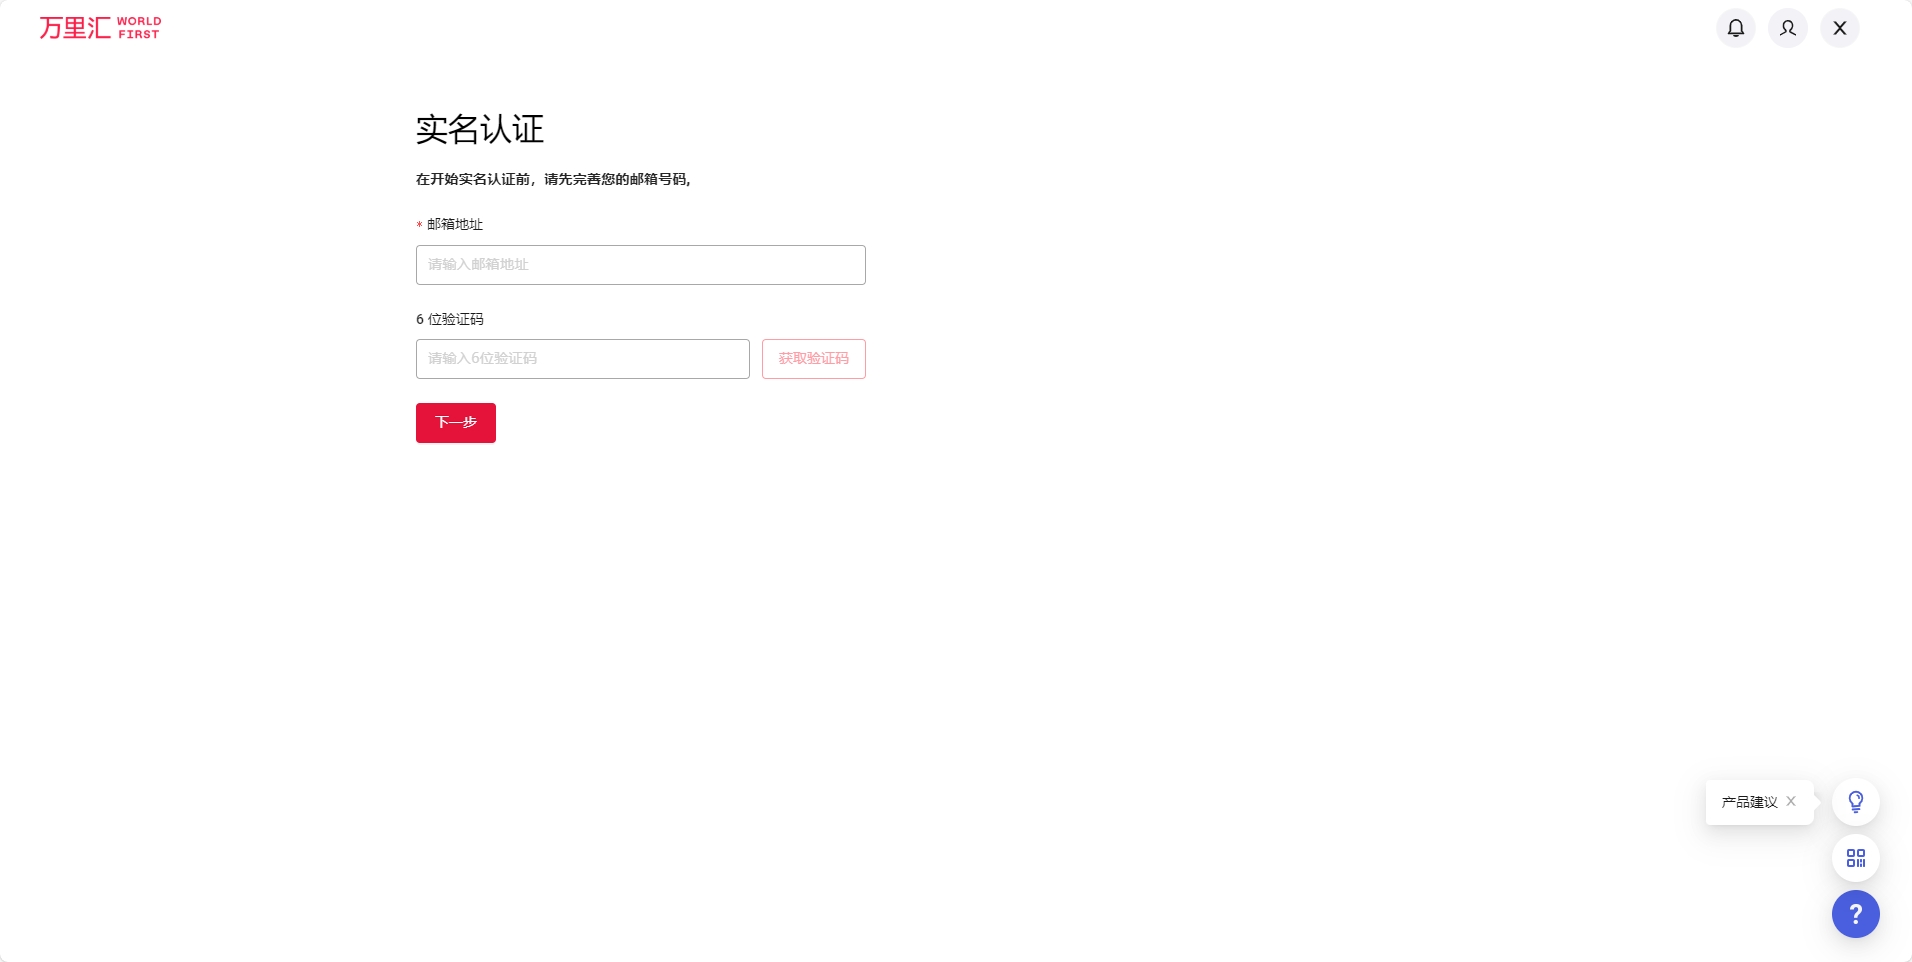 万里汇 WORLD FIRST
实名认证
在开始实名认证前，请先完善您的邮箱号码,
* 邮箱地址
请输入邮箱地址
6 位验证码
请输入6位验证码 获取验证码
下一步
产品建议 X
?